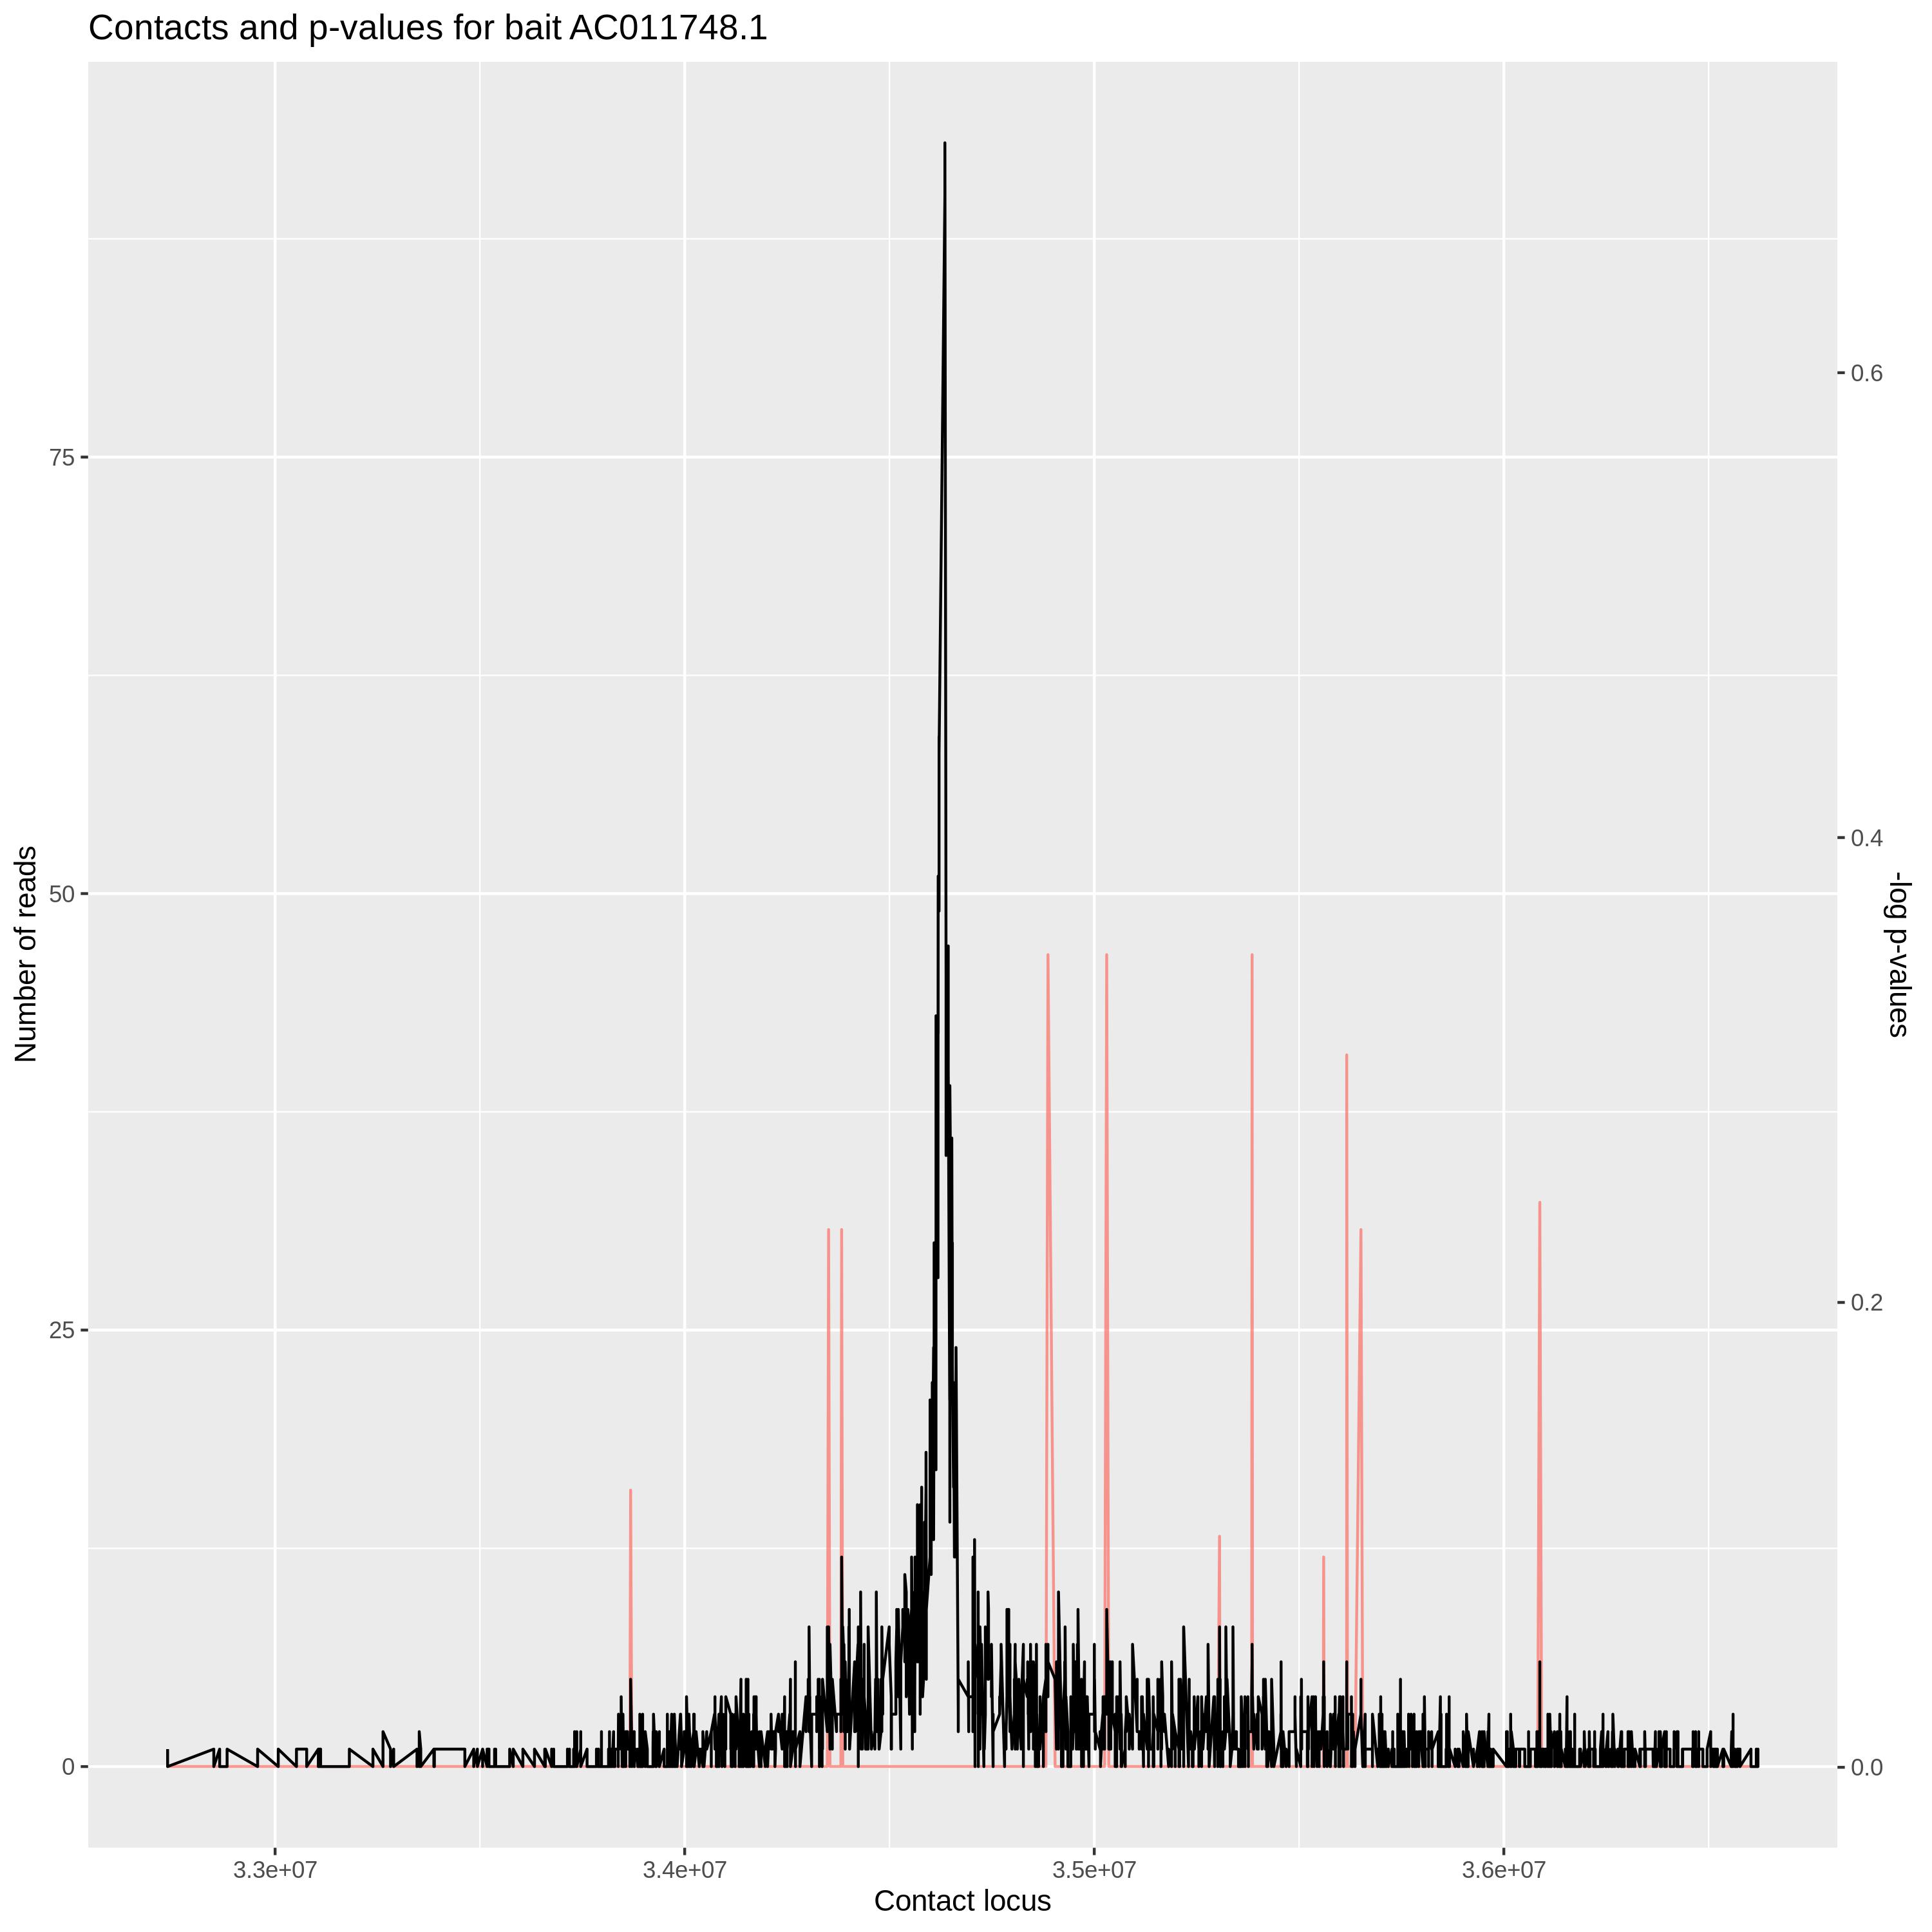 Contacts and p-values for bait AC011748.1
75
50
25
0
Number of reads
0.6
0.4
0.2
0.0
-log p-values
3.3e+07
3.4e+07
3.5e+07
3.6e+07
Contact locus